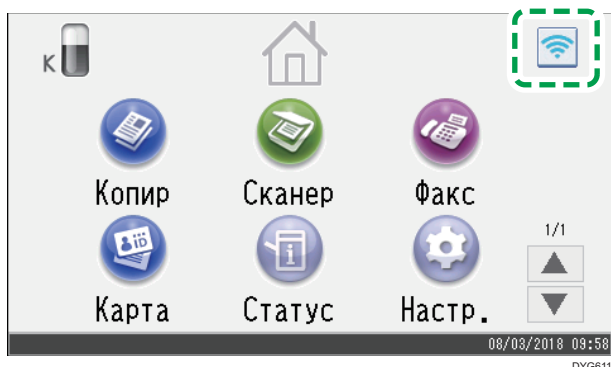 K
Копир Сканер Факс
1/1
Карта Статус Настр.
08/03/2018 09:58
DYG611